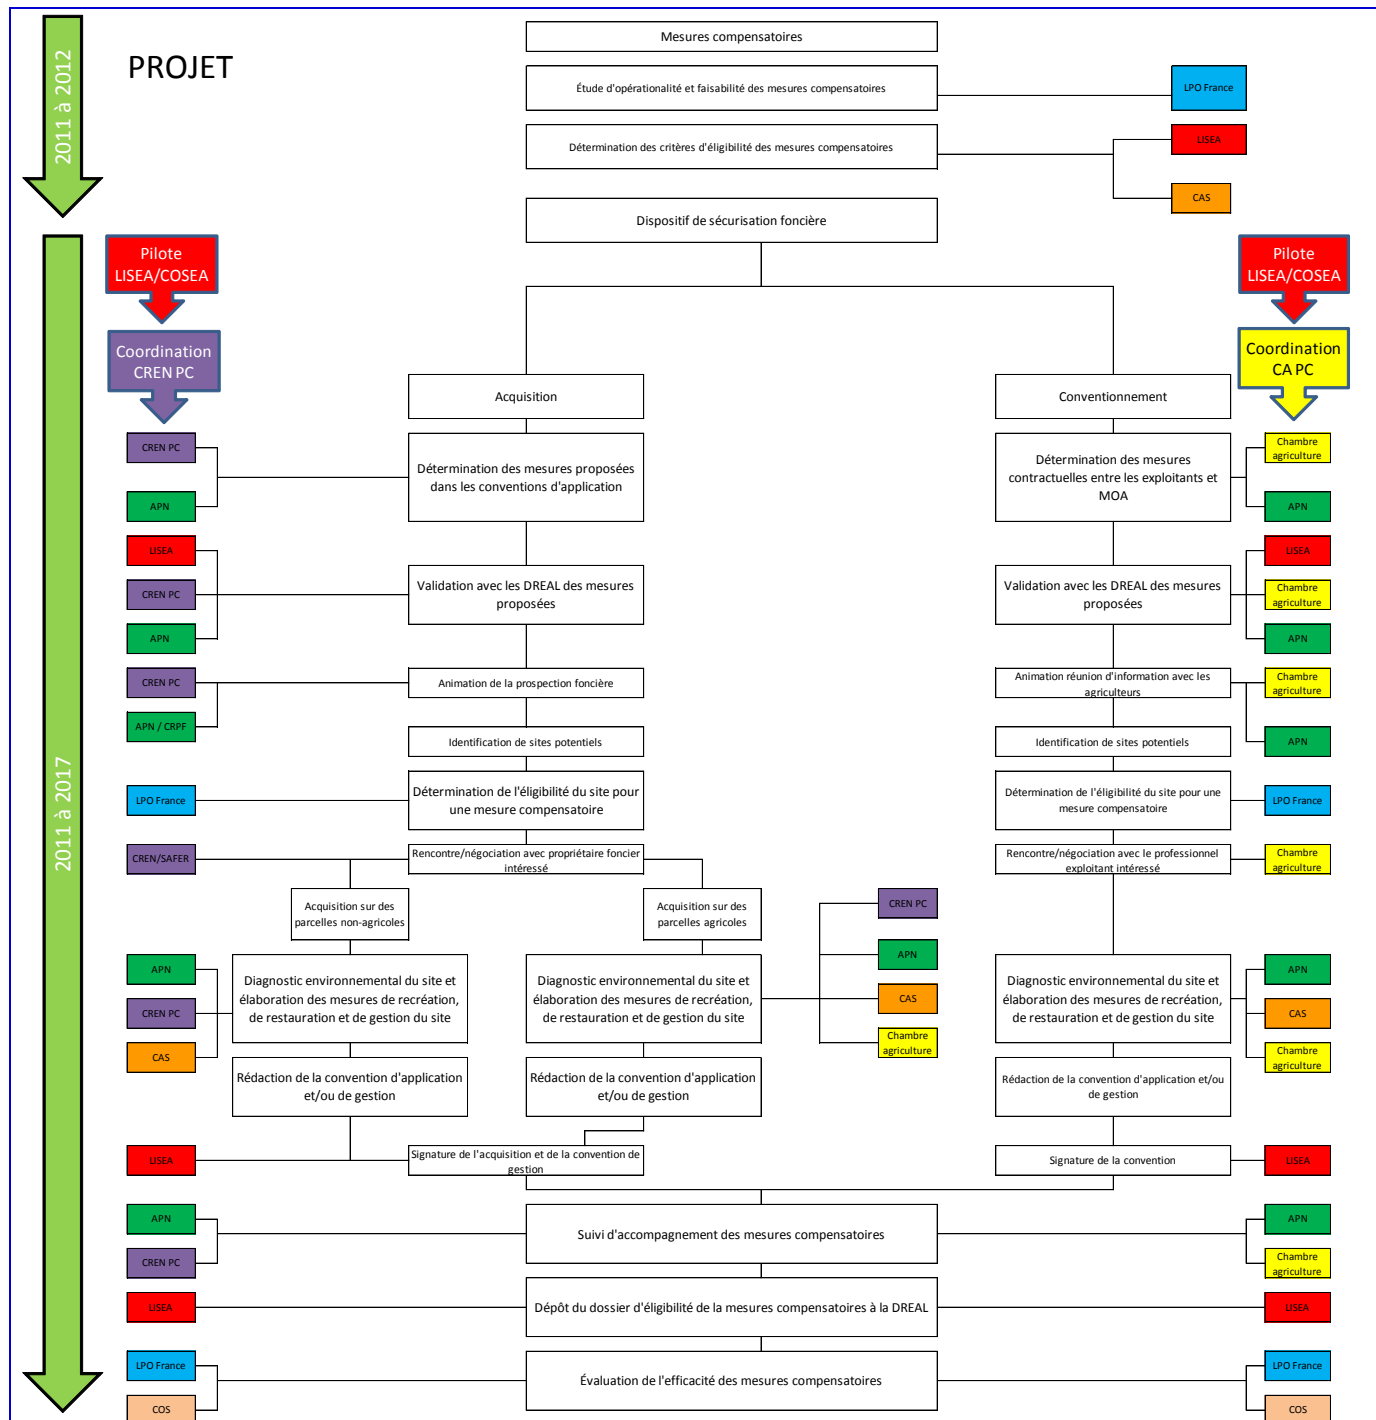 2011 à 2012
PROJET
Mesures compensatoires
Étude d'opérationalité et faisabilité des mesures compensatoires
LPO France
Détermination des critères d'éligibilité des mesures compensatoires
LISEA
CAS
Dispositif de sécurisation foncière
2011 à 2017
Pilote
LISEA/COSEA
Pilote
LISEA/COSEA
Coordination
CREN PC
Coordination
CA PC
Acquisition
Conventionnement
CREN PC
APN
Détermination des mesures proposées
dans les conventions d'application
Détermination des mesures
contractuelles entre les exploitants et
MOA
Chambre
agriculture
APN
LISEA
CREN PC
APN
Validation avec les DREAL des mesures
proposées
Validation avec les DREAL des mesures
proposées
LISEA
Chambre
agriculture
APN
CREN PC
APN / CRPF
Animation de la prospection foncière
Animation réunion d'information avec les
agriculteurs
Chambre
agriculture
APN
Identification de sites potentiels
Identification de sites potentiels
LPO France
Détermination de l'éligibilité du site pour
une mesure compensatoire
Détermination de l'éligibilité du site pour une
mesure compensatoire
LPO France
CREN/SAFER
Rencontre/négociation avec propriétaire foncier
intéressé
Rencontre/négociation avec le professionnel
exploitant intéressé
Chambre
agriculture
Acquisition sur des
parcelles non-agricoles
Acquisition sur des
parcelles agricoles
CREN PC
APN
CAS
Chambre
agriculture
APN
CREN PC
CAS
Diagnostic environnemental du site et
élaboration des mesures de recréation,
de restauration et de gestion du site
Diagnostic environnemental du site et
élaboration des mesures de recréation,
de restauration et de gestion du site
Diagnostic environnemental du site et
élaboration des mesures de recréation,
de restauration et de gestion du site
APN
CAS
Chambre
agriculture
Rédaction de la convention d'application
et/ou de gestion
Rédaction de la convention d'application
et/ou de gestion
Rédaction de la convention d'application et/ou
de gestion
LISEA
Signature de l'acquisition et de la convention de
gestion
Signature de la convention
LISEA
APN
CREN PC
Suivi d'accompagnement des mesures compensatoires
APN
Chambre
agriculture
LISEA
Dépôt du dossier d'éligibilité de la mesures compensatoires à la DREAL
LISEA
LPO France
COS
Évaluation de l'efficacité des mesures compensatoires
LPO France
COS